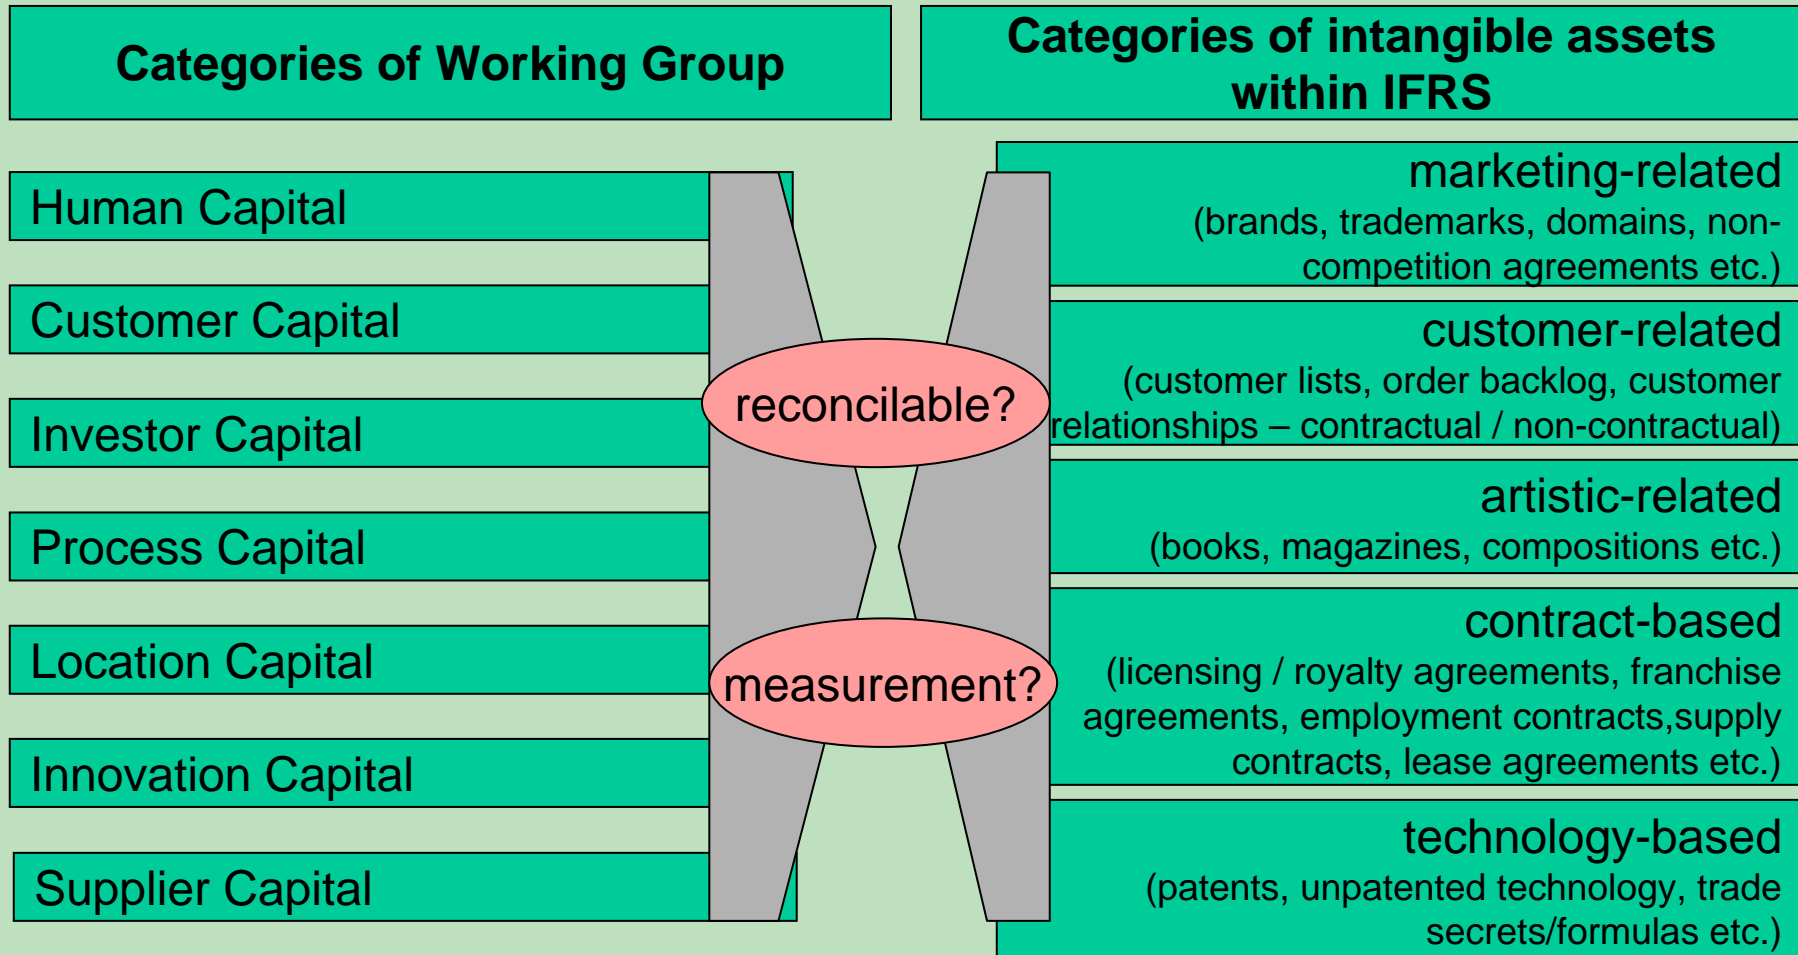 Categories of Working Group
Categories of intangible assets
within IFRS
Human Capital
Customer Capital
Investor Capital
Process Capital
Location Capital
Innovation Capital
Supplier Capital
reconcilable?
measurement?
marketing-related
(brands, trademarks, domains, non-
competition agreements etc.)
customer-related
(customer lists, order backlog, customer
relationships – contractual / non-contractual)
artistic-related
(books, magazines, compositions etc.)
contract-based
(licensing / royalty agreements, franchise
agreements, employment contracts,supply
contracts, lease agreements etc.)
technology-based
(patents, unpatented technology, trade
secrets/formulas etc.)